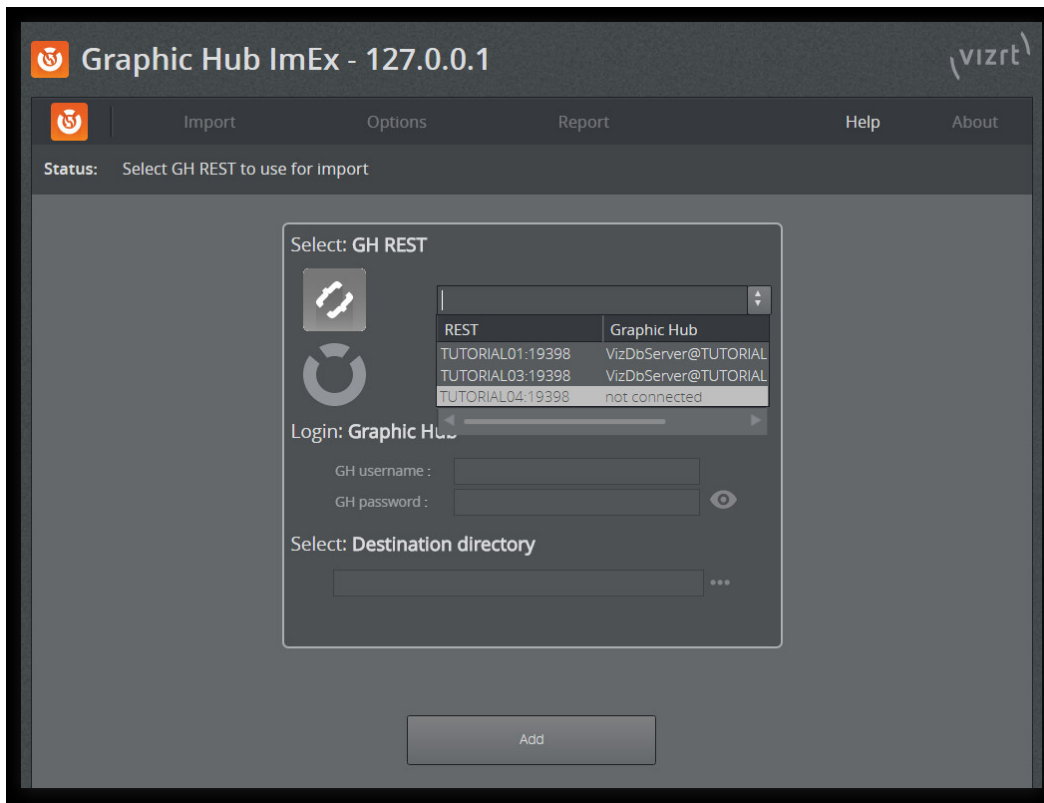 Graphic Hub ImEx - 127.0.0.1
vizrt
Import Options Report Help About
Status: Select GH REST to use for import
Select: GH REST
REST Graphic Hub
TUTORIAL01:19398 VizDbServer@TUTORIAL
TUTORIAL03:19398 VizDbServer@TUTORIAL
TUTORIAL04:19398 not connected
Login: Graphic Hub
GH username :
GH password :
Select: Destination directory
...
Add